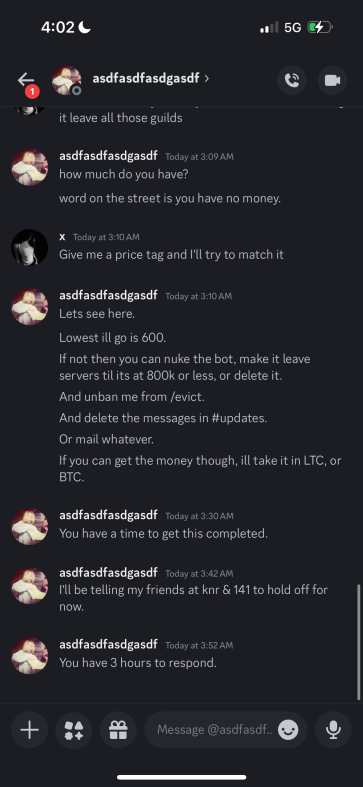 4:02
5G
1
asdfasfasdgasdf >
it leave all those guilds
asdfasfasdgasdf Today at 3:09 AM
how much do you have?
word on the street is you have no money.
x Today at 3:10 AM
Give me a price tag and I'll try to match it
asdfasfasdgasdf Today at 3:10 AM
Lets see here.
Lowest ill go is 600.
If not then you can nuke the bot, make it leave
servers til its at 800k or less, or delete it.
And unban me from /evict.
And delete the messages in #updates.
Or mail whatever.
If you can get the money though, ill take it in LTC, or
BTC.
asdfasfasdgasdf Today at 3:30 AM
You have a time to get this completed.
asdfasfasdgasdf Today at 3:42 AM
I'll be telling my friends at knr & 141 to hold off for
now.
asdfasfasdgasdf Today at 3:52 AM
You have 3 hours to respond.
Message @asdfasdf..